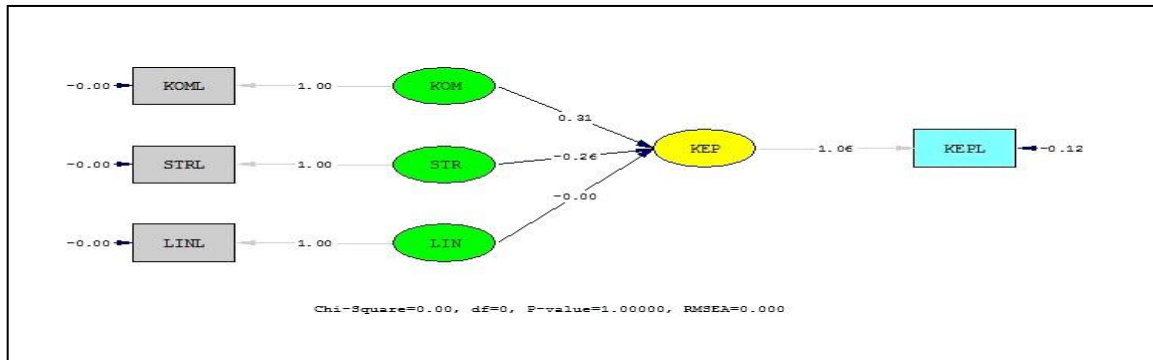 -0.00 KOML 1.00 KOM
0.31
-0.00 STRL 1.00 STR -0.26 KEP 1.06 KEPL -0.12
-0.00
-0.00 LINL 1.00 LIN
Chi-Square=0.00, df=0, P-value=1.00000, RMSEA=0.000